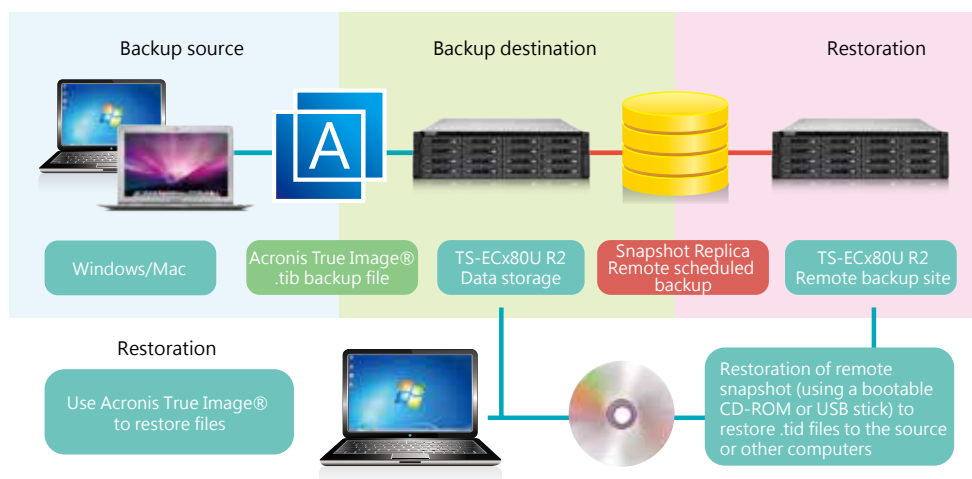 Backup source
Backup destination
Restoration
A
Windows/Mac
Acronis True Image®
.tib backup file
TS-ECx80U R2
Data storage
Snapshot Replica
Remote scheduled
backup
TS-ECx80U R2
Remote backup site
Restoration
Use Acronis True Image®
to restore files
Restoration of remote
snapshot (using a bootable
CD-ROM or USB stick) to
restore .tid files to the source
or other computers